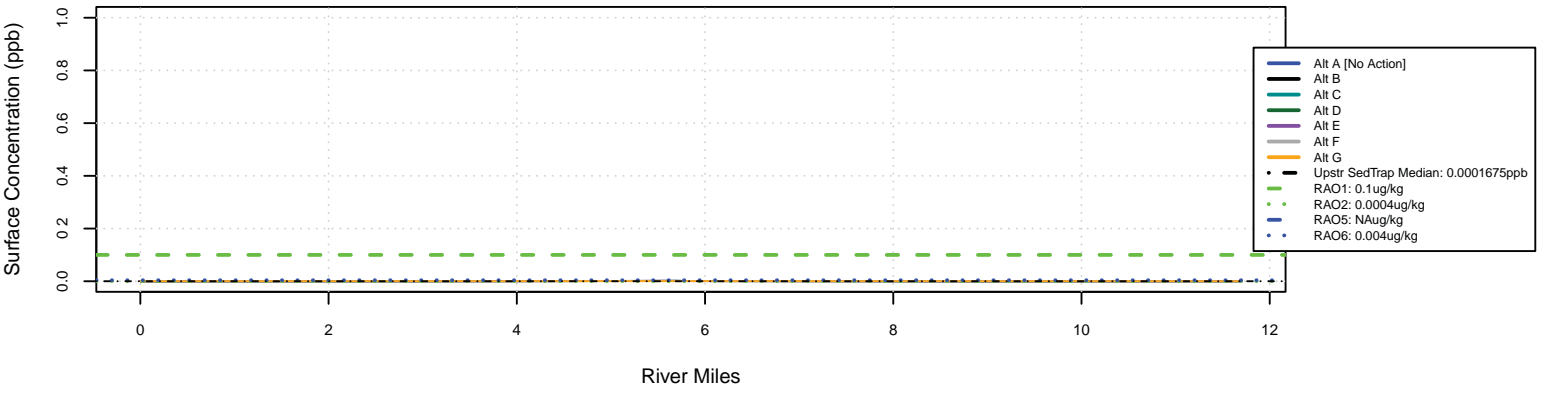 Surface Concentration (ppb)
1.0
0.8
0.6
0.4
0.2
0.0
0 2 4 6 8 10 12
River Miles
Alt A [No Action]
Alt B
Alt C
Alt D
Alt E
Alt F
Alt G
Upstr SedTrap Median: 0.0001675ppb
RAO1: 0.1ug/kg
RAO2: 0.0004ug/kg
RAO5: NAug/kg
RAO6: 0.004ug/kg